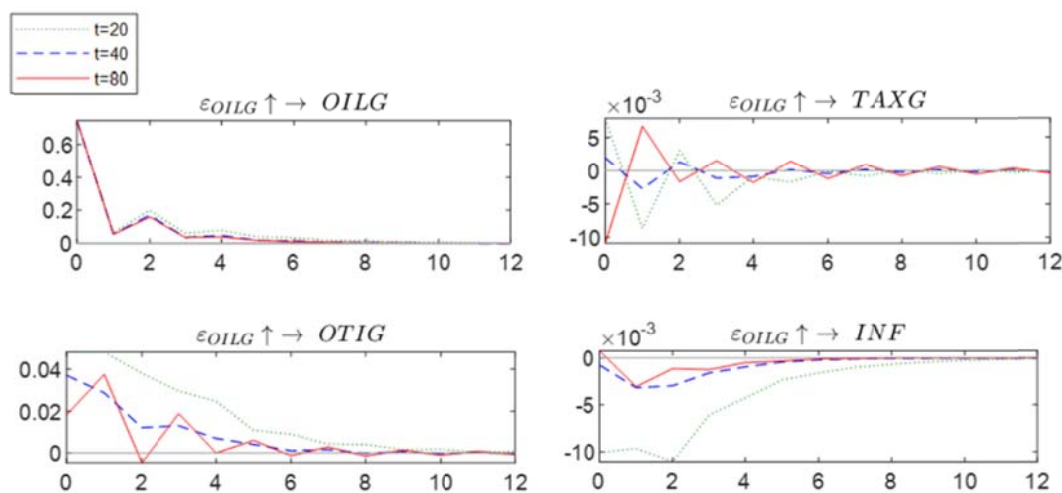 t=20
t=40
t=80
ε_OILG ↑ → OILG
0.6
0.4
0.2
0
0 2 4 6 8 10 12
ε_OILG ↑ → TAXG
×10⁻³
5
0
-5
-10
0 2 4 6 8 10 12
ε_OILG ↑ → OTIG
0.04
0.02
0
0 2 4 6 8 10 12
ε_OILG ↑ → INF
×10⁻³
0
-5
-10
0 2 4 6 8 10 12